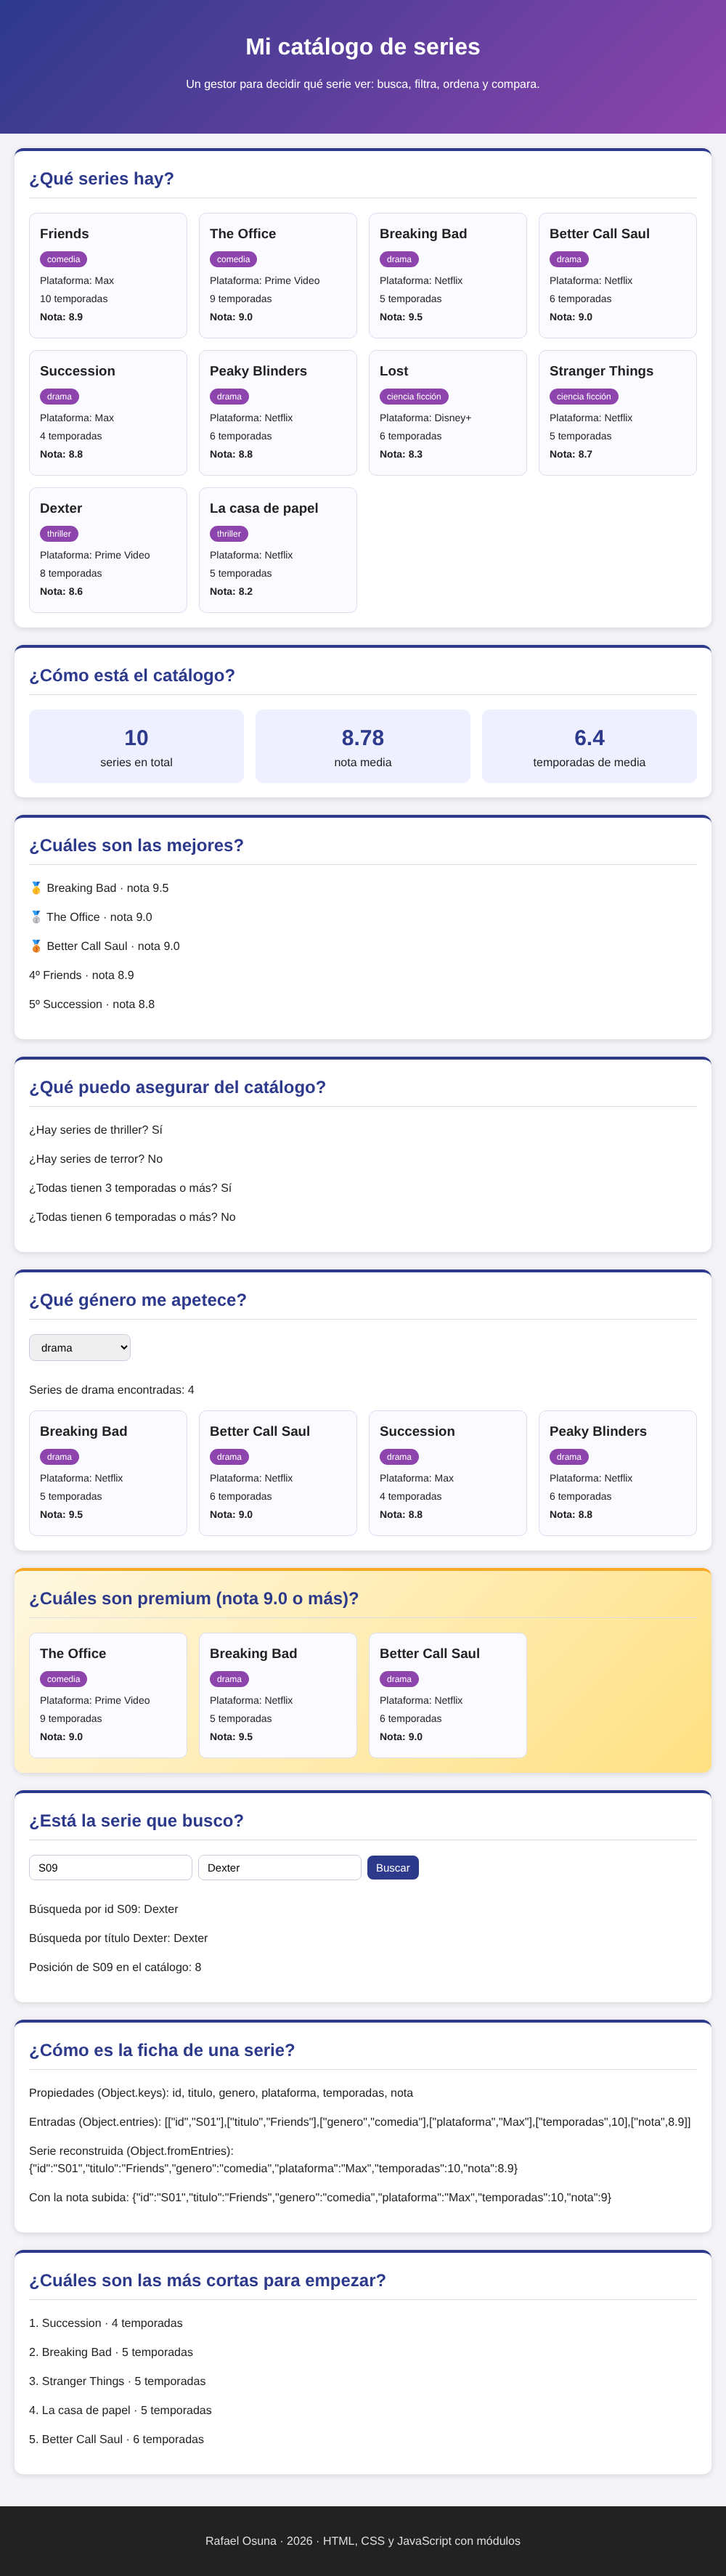 Mi catálogo de series
Un gestor para decidir qué serie ver: busca, filtra, ordena y compara.
¿Qué series hay?
Friends
comedia
Plataforma: Max
10 temporadas
Nota: 8.9
The Office
comedia
Plataforma: Prime Video
9 temporadas
Nota: 9.0
Breaking Bad
drama
Plataforma: Netflix
5 temporadas
Nota: 9.5
Better Call Saul
drama
Plataforma: Netflix
6 temporadas
Nota: 9.0
Succession
drama
Plataforma: Max
4 temporadas
Nota: 8.8
Peaky Blinders
drama
Plataforma: Netflix
6 temporadas
Nota: 8.8
Lost
ciencia ficción
Plataforma: Disney+
6 temporadas
Nota: 8.3
Stranger Things
ciencia ficción
Plataforma: Netflix
5 temporadas
Nota: 8.7
Dexter
thriller
Plataforma: Prime Video
8 temporadas
Nota: 8.6
La casa de papel
thriller
Plataforma: Netflix
5 temporadas
Nota: 8.2
¿Cómo está el catálogo?
10
series en total
8.78
nota media
6.4
temporadas de media
¿Cuáles son las mejores?
🥇 Breaking Bad · nota 9.5
🥈 The Office · nota 9.0
🥉 Better Call Saul · nota 9.0
4º Friends · nota 8.9
5º Succession · nota 8.8
¿Qué puedo asegurar del catálogo?
¿Hay series de thriller? Sí
¿Hay series de terror? No
¿Todas tienen 3 temporadas o más? Sí
¿Todas tienen 6 temporadas o más? No
¿Qué género me apetece?
drama
Series de drama encontradas: 4
Breaking Bad
drama
Plataforma: Netflix
5 temporadas
Nota: 9.5
Better Call Saul
drama
Plataforma: Netflix
6 temporadas
Nota: 9.0
Succession
drama
Plataforma: Max
4 temporadas
Nota: 8.8
Peaky Blinders
drama
Plataforma: Netflix
6 temporadas
Nota: 8.8
¿Cuáles son premium (nota 9.0 o más)?
The Office
comedia
Plataforma: Prime Video
9 temporadas
Nota: 9.0
Breaking Bad
drama
Plataforma: Netflix
5 temporadas
Nota: 9.5
Better Call Saul
drama
Plataforma: Netflix
6 temporadas
Nota: 9.0
¿Está la serie que busco?
S09 Dexter Buscar
Búsqueda por id S09: Dexter
Búsqueda por título Dexter: Dexter
Posición de S09 en el catálogo: 8
¿Cómo es la ficha de una serie?
Propiedades (Object.keys): id, titulo, genero, plataforma, temporadas, nota
Entradas (Object.entries): [["id","S01"],["titulo","Friends"],["genero","comedia"],["plataforma","Max"],["temporadas",10],["nota",8.9]]
Serie reconstruida (Object.fromEntries):
{"id":"S01","titulo":"Friends","genero":"comedia","plataforma":"Max","temporadas":10,"nota":8.9}
Con la nota subida: {"id":"S01","titulo":"Friends","genero":"comedia","plataforma":"Max","temporadas":10,"nota":9}
¿Cuáles son las más cortas para empezar?
1. Succession · 4 temporadas
2. Breaking Bad · 5 temporadas
3. Stranger Things · 5 temporadas
4. La casa de papel · 5 temporadas
5. Better Call Saul · 6 temporadas
Rafael Osuna · 2026 · HTML, CSS y JavaScript con módulos